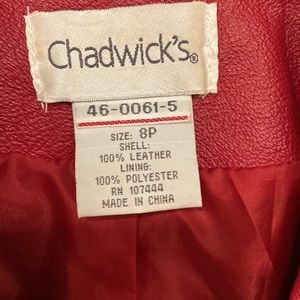 Chadwick's®
46-0061-5
SIZE: 8P
SHELL:
100% LEATHER
LINING:
100% POLYESTER
RN 107444
MADE IN CHINA